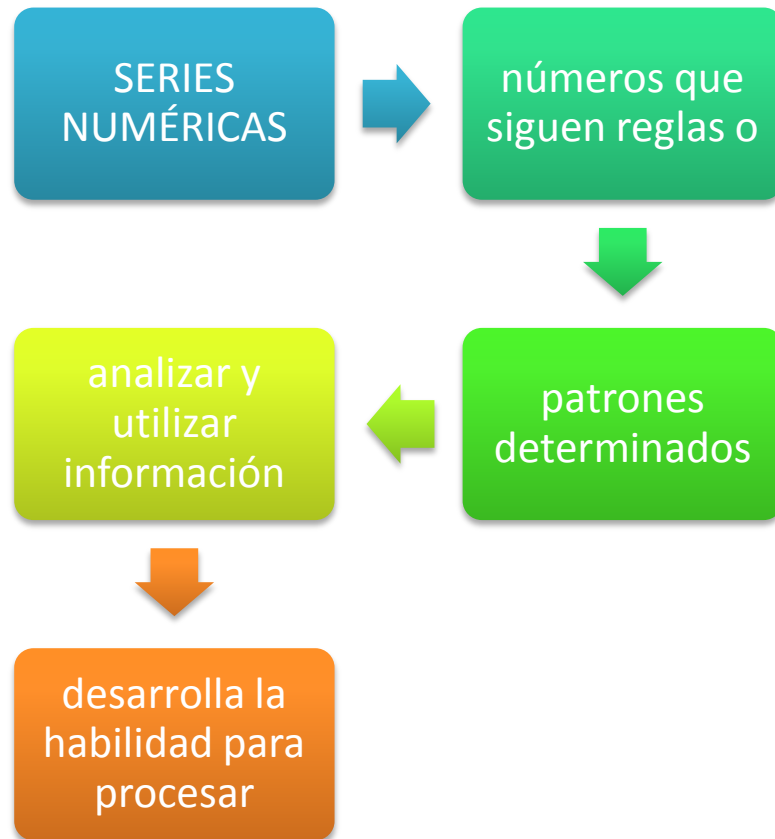 SERIES
NUMÉRICAS
números que
siguen reglas o
patrones
determinados
analizar y
utilizar
información
desarrolla la
habilidad para
procesar